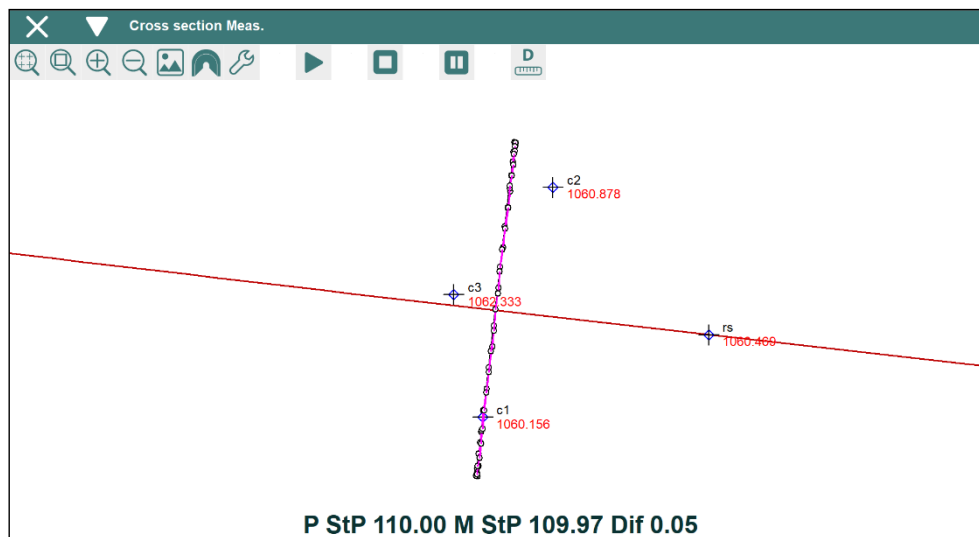 Cross section Meas.
D
c2
1060.878
c3
1062.333
rs
1060.469
c1
1060.156
P StP 110.00 M StP 109.97 Dif 0.05